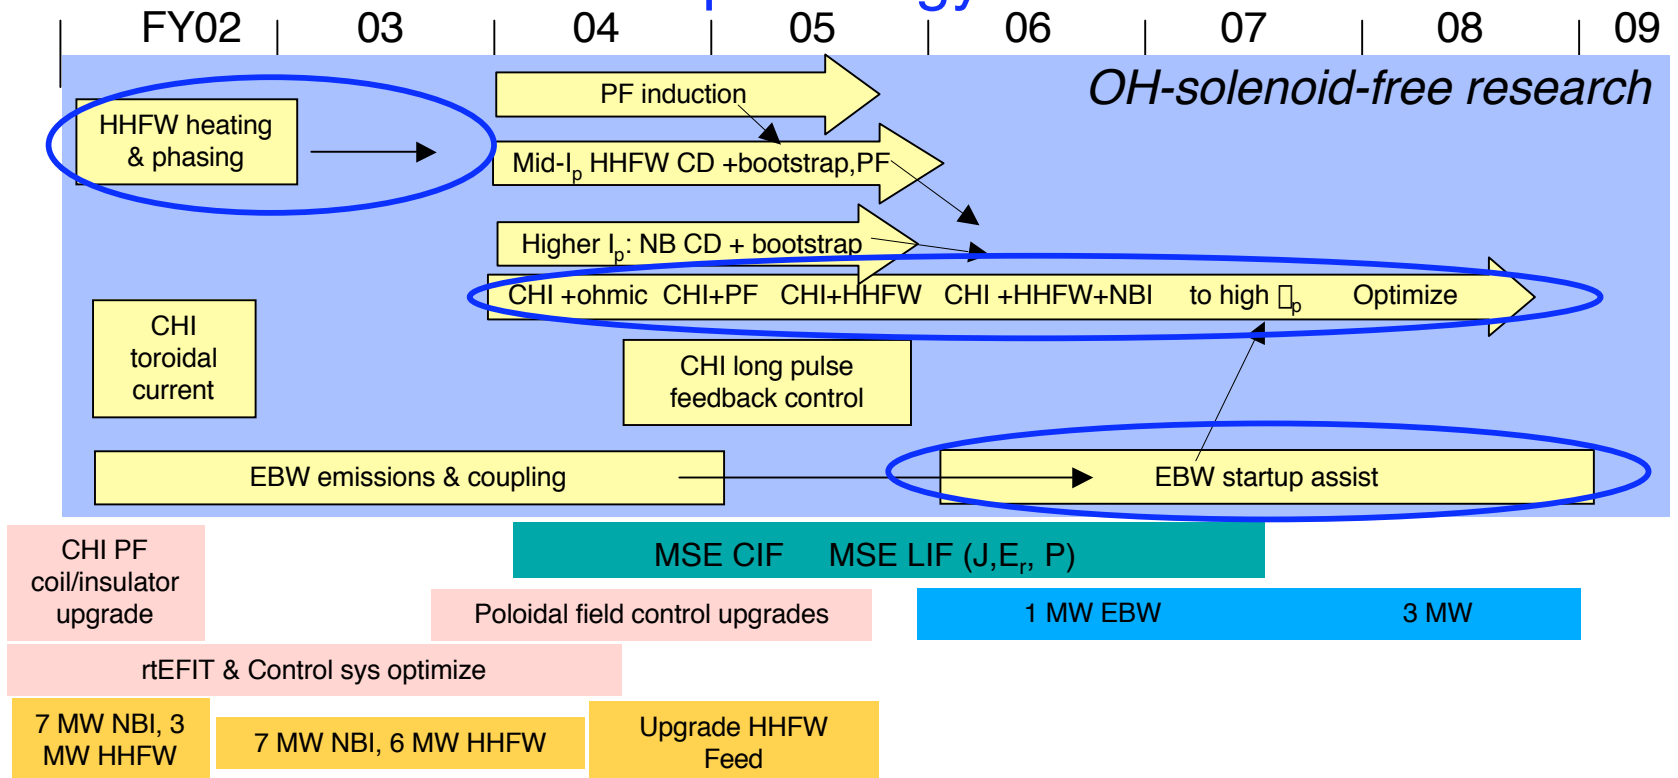 FY02 03 04 05 06 07 08 09
OH-solenoid-free research
PF induction
HHFW heating
& phasing
Mid-Ip HHFW CD +bootstrap,PF
Higher Ip: NB CD + bootstrap
CHI +ohmic CHI+PF CHI+HHFW CHI +HHFW+NBI to high □p Optimize
CHI
toroidal
current
CHI long pulse
feedback control
EBW emissions & coupling
EBW startup assist
CHI PF
coil/insulator
upgrade
MSE CIF MSE LIF (J,Er, P)
Poloidal field control upgrades
1 MW EBW 3 MW
rtEFIT & Control sys optimize
7 MW NBI, 3
MW HHFW
7 MW NBI, 6 MW HHFW
Upgrade HHFW
Feed